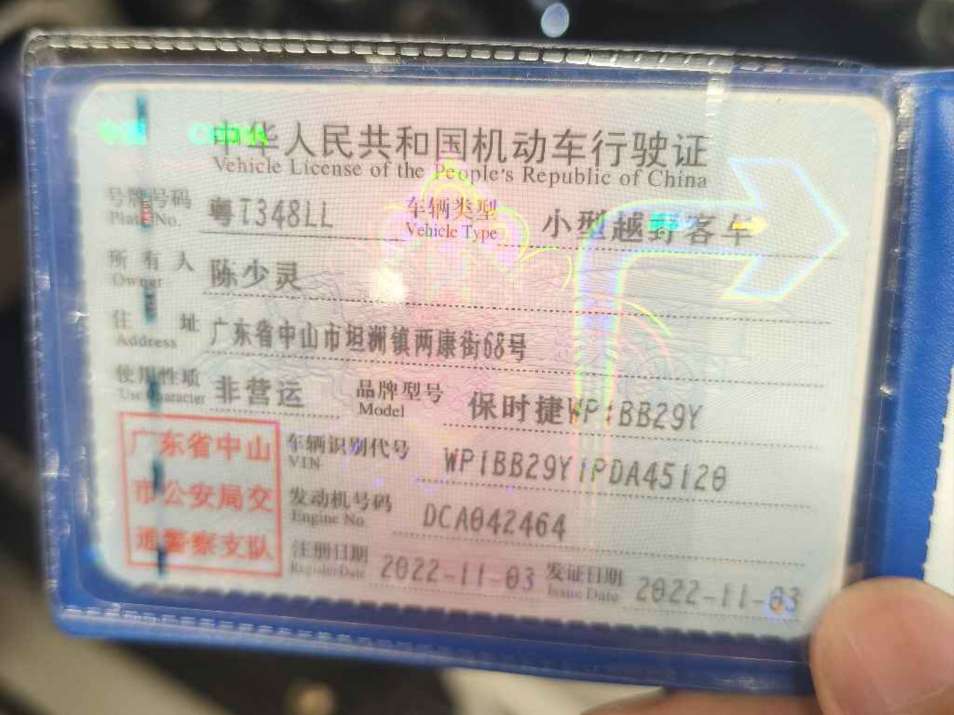 中华人民共和国机动车行驶证
Vehicle License of the People's Republic of China
号牌号码 粤T348LL 车辆类型 小型越野客车
Plate No. Vehicle Type
所有人 陈少灵
Owner
住址 广东省中山市坦洲镇两康街68号
Address
使用性质 非营运 品牌型号 保时捷WP1BB29Y
Use Character Model
广东省中山 车辆识别代号 WP1BB29Y1PDA45120
VIN
市公安局交 发动机号码 DCA042464
Engine No.
通警察支队 注册日期 2022-11-03 发证日期 2022-11-03
Register Date Issue Date